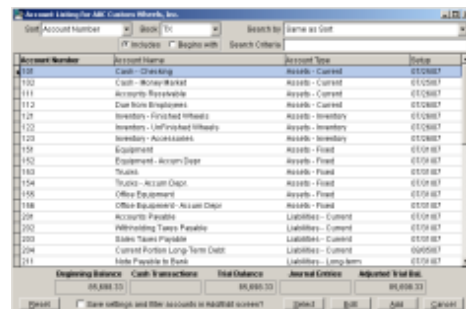 Account Listing for ABC Custom Wheels, Inc.
Sort Account Number Book TX Search by Same as Sort
Includes Begins with Search Criteria
Account Number Account Name Account Type Setup
101 Cash - Checking Assets - Current
102 Cash - Money Market Assets - Current
111 Accounts Receivable Assets - Current
112 Due from Employees Assets - Current
121 Inventory - Finished Wheels Assets - Inventory
122 Inventory - UnFinished Wheels Assets - Inventory
123 Inventory - Accessories Assets - Inventory
151 Equipment Assets - Fixed
152 Equipment - Accum Depr Assets - Fixed
153 Trucks Assets - Fixed
154 Trucks - Accum Depr. Assets - Fixed
155 Office Equipment Assets - Fixed
156 Office Equipment - Accum Depr Assets - Fixed
201 Accounts Payable Liabilities - Current
202 Withholding Taxes Payable Liabilities - Current
203 Sales Taxes Payable Liabilities - Current
204 Current Portion Long-Term Debt Liabilities - Current
211 Note Payable to Bank Liabilities - Long-term
Beginning Balance Cash Transactions Trial Balance Journal Entries Adjusted Trial Bal.
Reset Save settings and filter accounts in Add/Edit screen? Select Edit Add Cancel